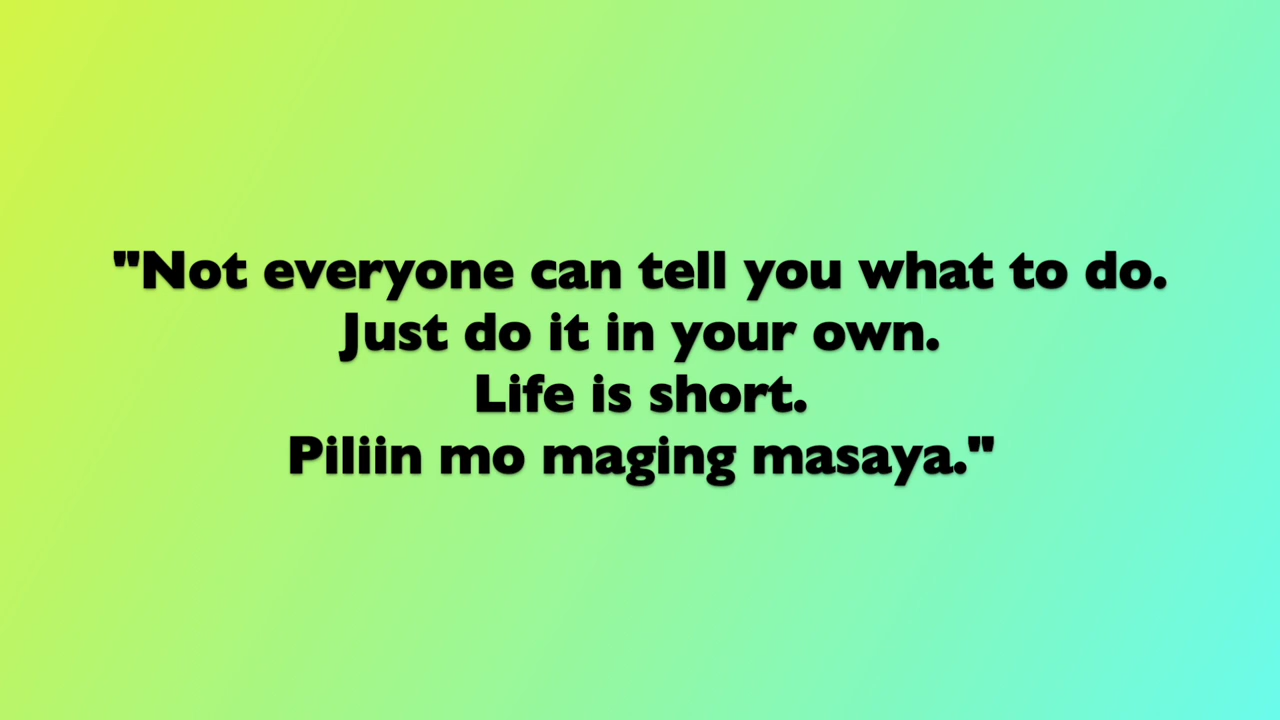 "Not everyone can tell you what to do.
Just do it in your own.
Life is short.
Piliin mo maging masaya."